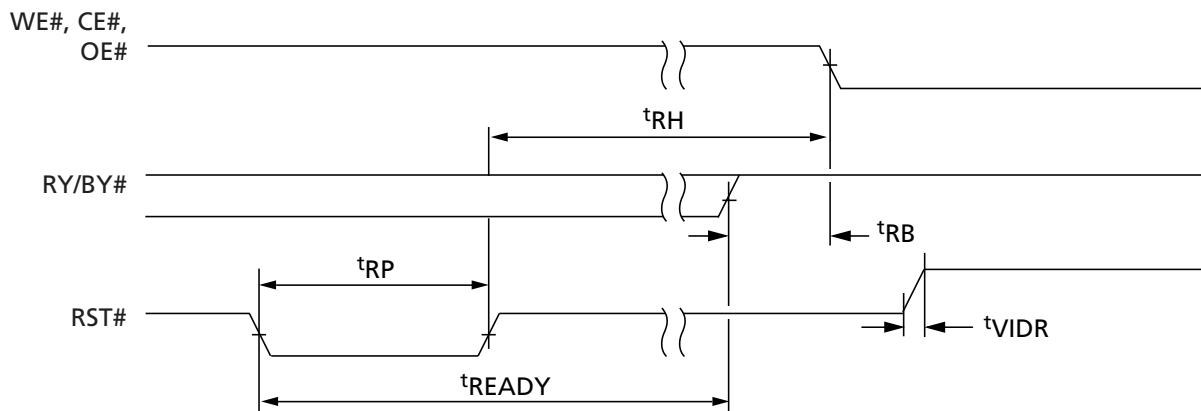 WE#, CE#,
OE#
tRH
RY/BY#
tRB
tRP
RST#
tVIDR
tREADY